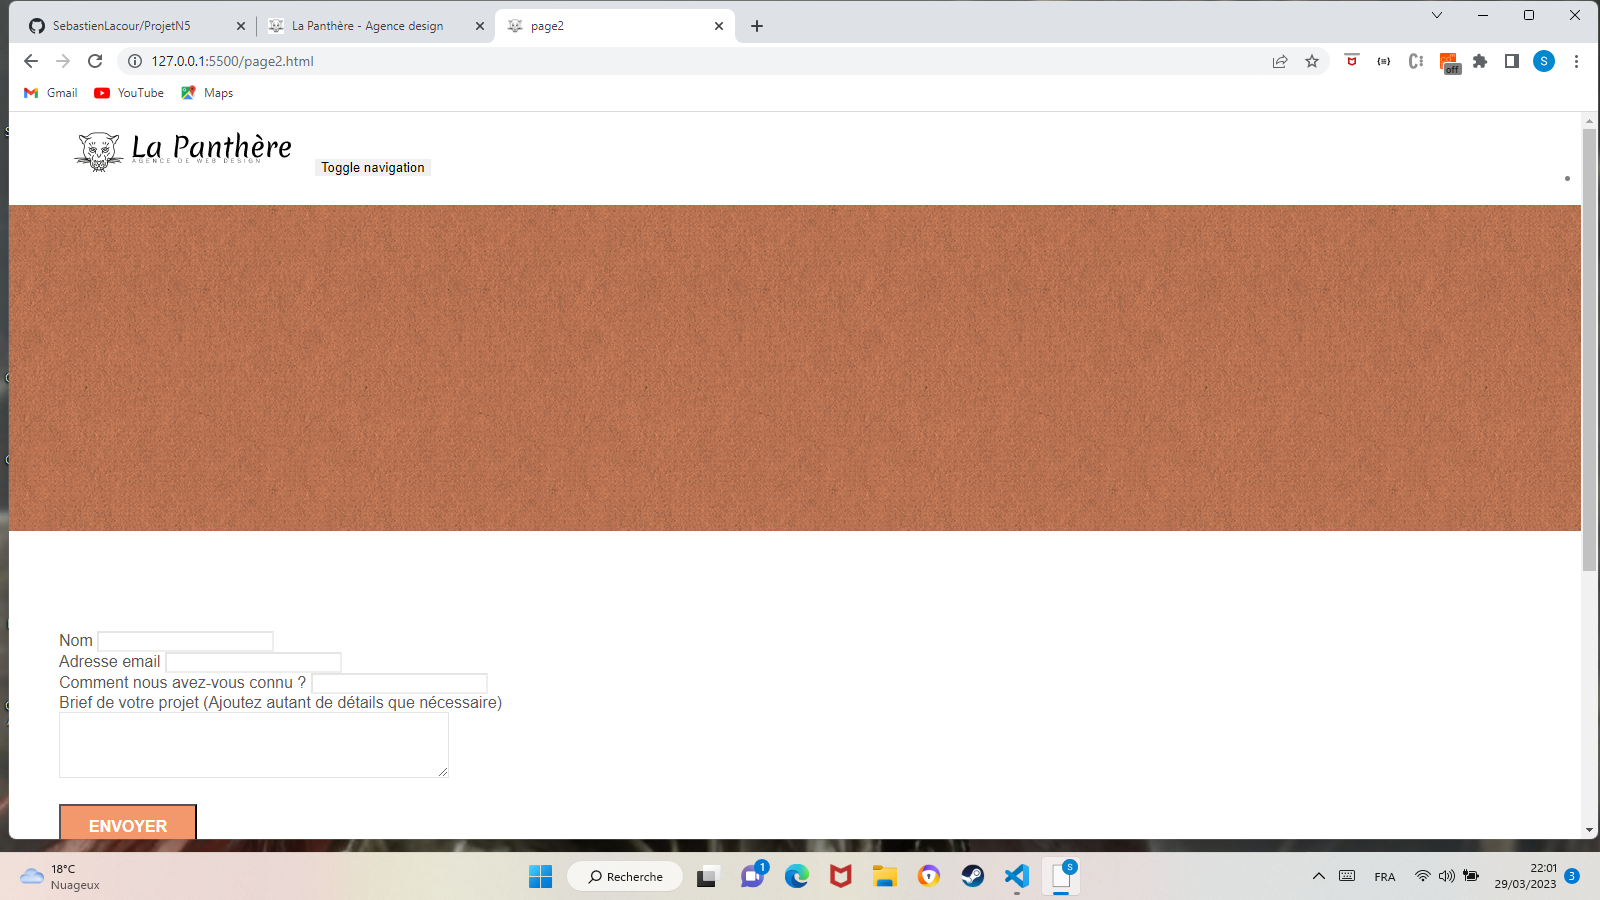 SebastienLacour/ProjetN5
La Panthère - Agence design
page2
127.0.0.1:5500/page2.html
off
S
Gmail
YouTube
Maps
La Panthère
AGENCE DE WEB DESIGN
Toggle navigation
Nom
Adresse email
Comment nous avez-vous connu ?
Brief de votre projet (Ajoutez autant de détails que nécessaire)
ENVOYER
18°C
Nuageux
Recherche
1
S
FRA
22:01
29/03/2023
3